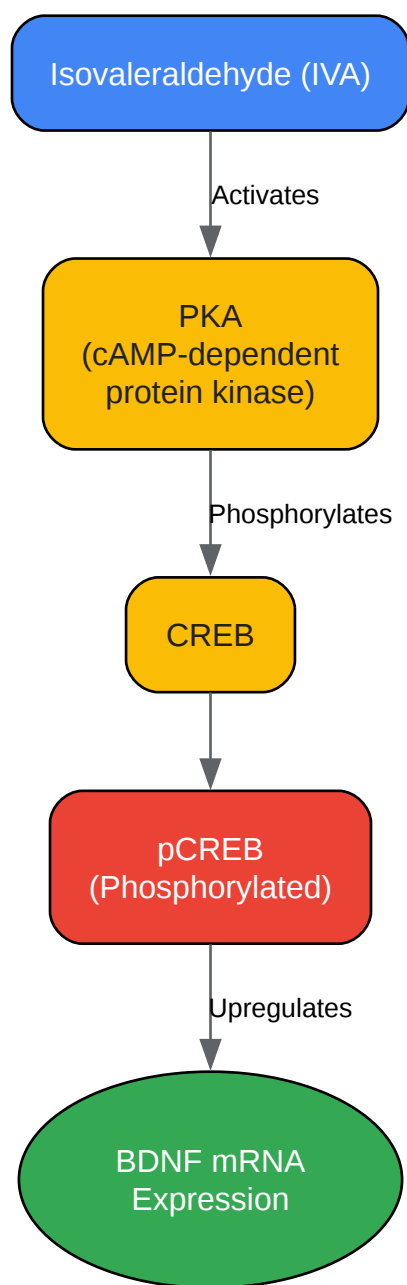 Isovaleraldehyde (IVA)
Activates
PKA
(cAMP-dependent
protein kinase)
Phosphorylates
CREB
pCREB
(Phosphorylated)
Upregulates
BDNF mRNA
Expression